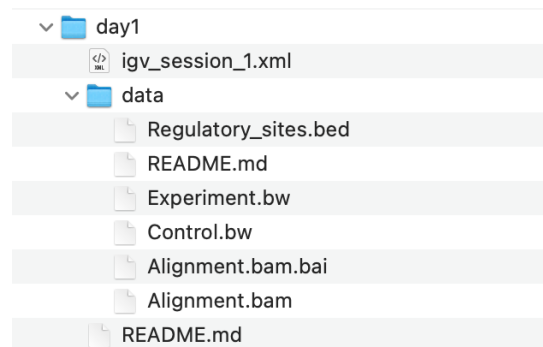 day1
igv_session_1.xml
data
Regulatory_sites.bed
README.md
Experiment.bw
Control.bw
Alignment.bam.bai
Alignment.bam
README.md